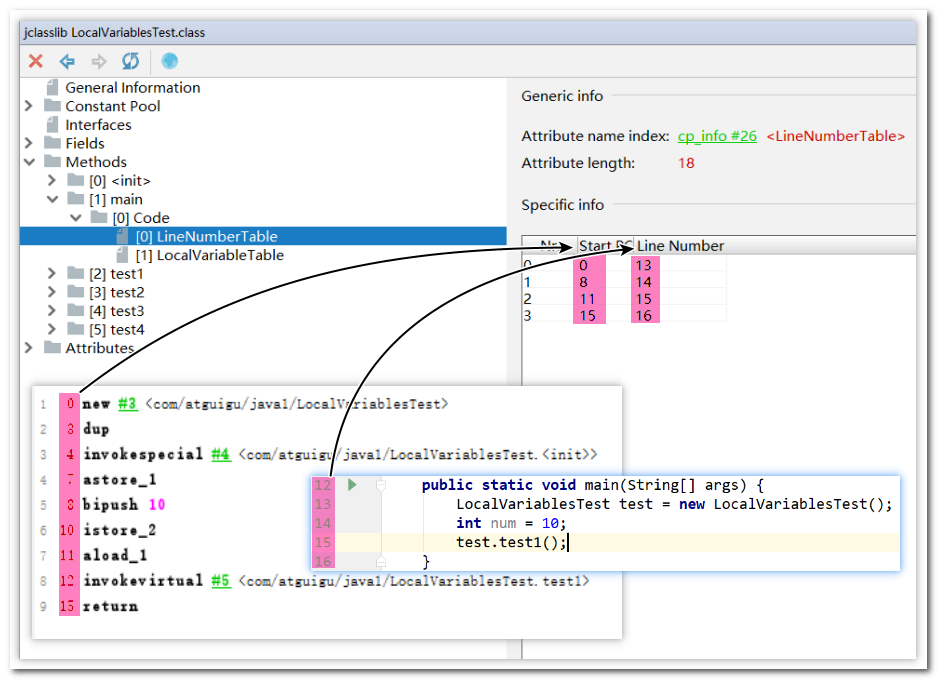 jclasslib LocalVariablesTest.class
General Information
Constant Pool
Interfaces
Fields
Methods
[0] <init>
[1] main
[0] Code
[0] LineNumberTable
[1] LocalVariableTable
[2] test1
[3] test2
[4] test3
[5] test4
Attributes
Generic info
Attribute name index: cp_info #26 <LineNumberTable>
Attribute length: 18
Specific info
Nr. Start PC Line Number
0 0 13
1 8 14
2 11 15
3 15 16
1 0 new #3 <com/atguigu/java1/LocalVariablesTest>
2 3 dup
3 4 invokespecial #4 <com/atguigu/java1/LocalVariablesTest.<init>>
4 7 astore_1
5 8 bipush 10
6 10 istore_2
7 11 aload_1
8 12 invokevirtual #5 <com/atguigu/java1/LocalVariablesTest.test1>
9 15 return
12 public static void main(String[] args) {
13 LocalVariablesTest test = new LocalVariablesTest();
14 int num = 10;
15 test.test1();
16 }